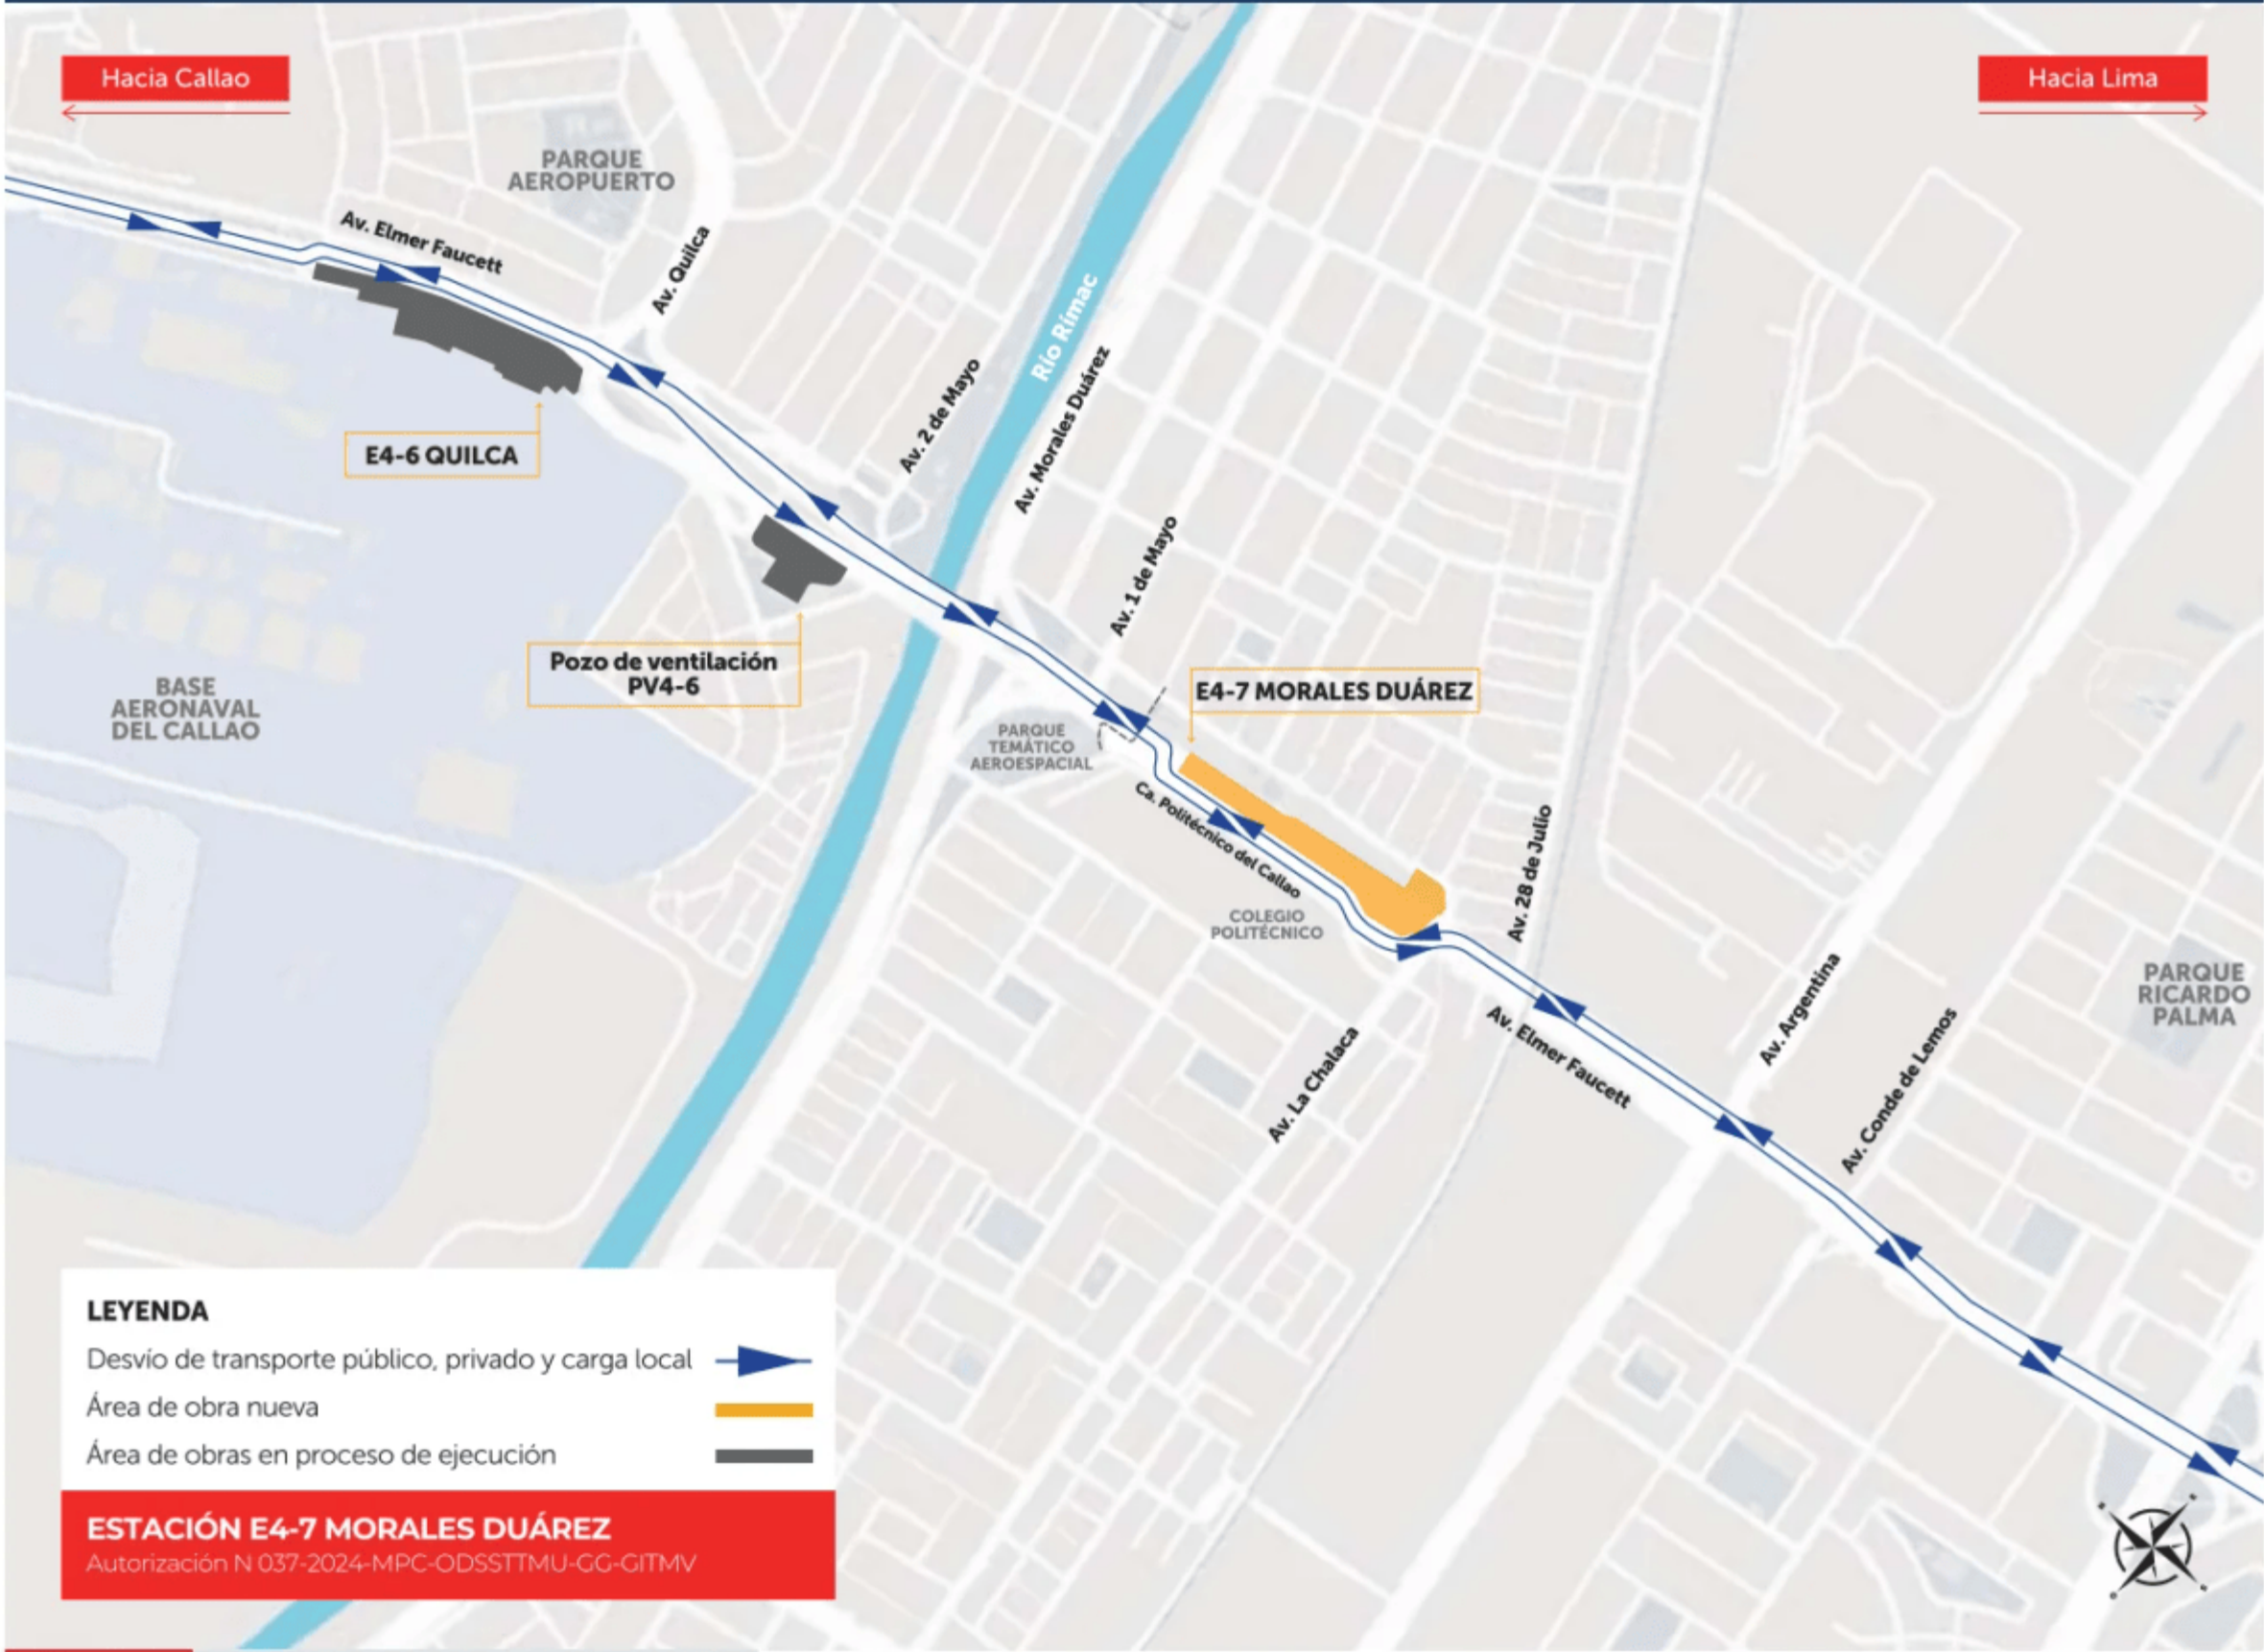 Hacia Callao
Hacia Lima
PARQUE
AEROPUERTO
Av. Elmer Faucett
Av. Quilca
Río Rímac
Av. 2 de Mayo
Av. Morales Duárez
E4-6 QUILCA
Av. 1 de Mayo
Pozo de ventilación
PV4-6
BASE
AERONAVAL
DEL CALLAO
E4-7 MORALES DUÁREZ
PARQUE
TEMÁTICO
AEROESPACIAL
Ca. Politécnico del Callao
Av. 28 de Julio
COLEGIO
POLITÉCNICO
Av. La Chalaca
Av. Elmer Faucett
Av. Argentina
Av. Conde de Lemos
PARQUE
RICARDO
PALMA
LEYENDA
Desvío de transporte público, privado y carga local
Área de obra nueva
Área de obras en proceso de ejecución
ESTACIÓN E4-7 MORALES DUÁREZ
Autorización N 037-2024-MPC-ODSSTTMU-GG-GITMV